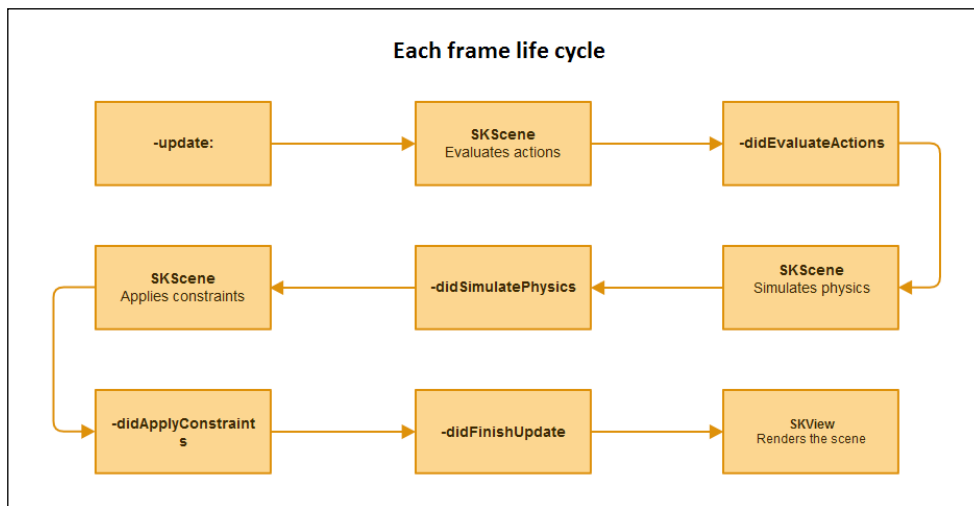 Each frame life cycle
-update:
SKScene
Evaluates actions
-didEvaluateActions
SKScene
Simulates physics
-didSimulatePhysics
SKScene
Applies constraints
-didApplyConstraint
s
-didFinishUpdate
SKView
Renders the scene